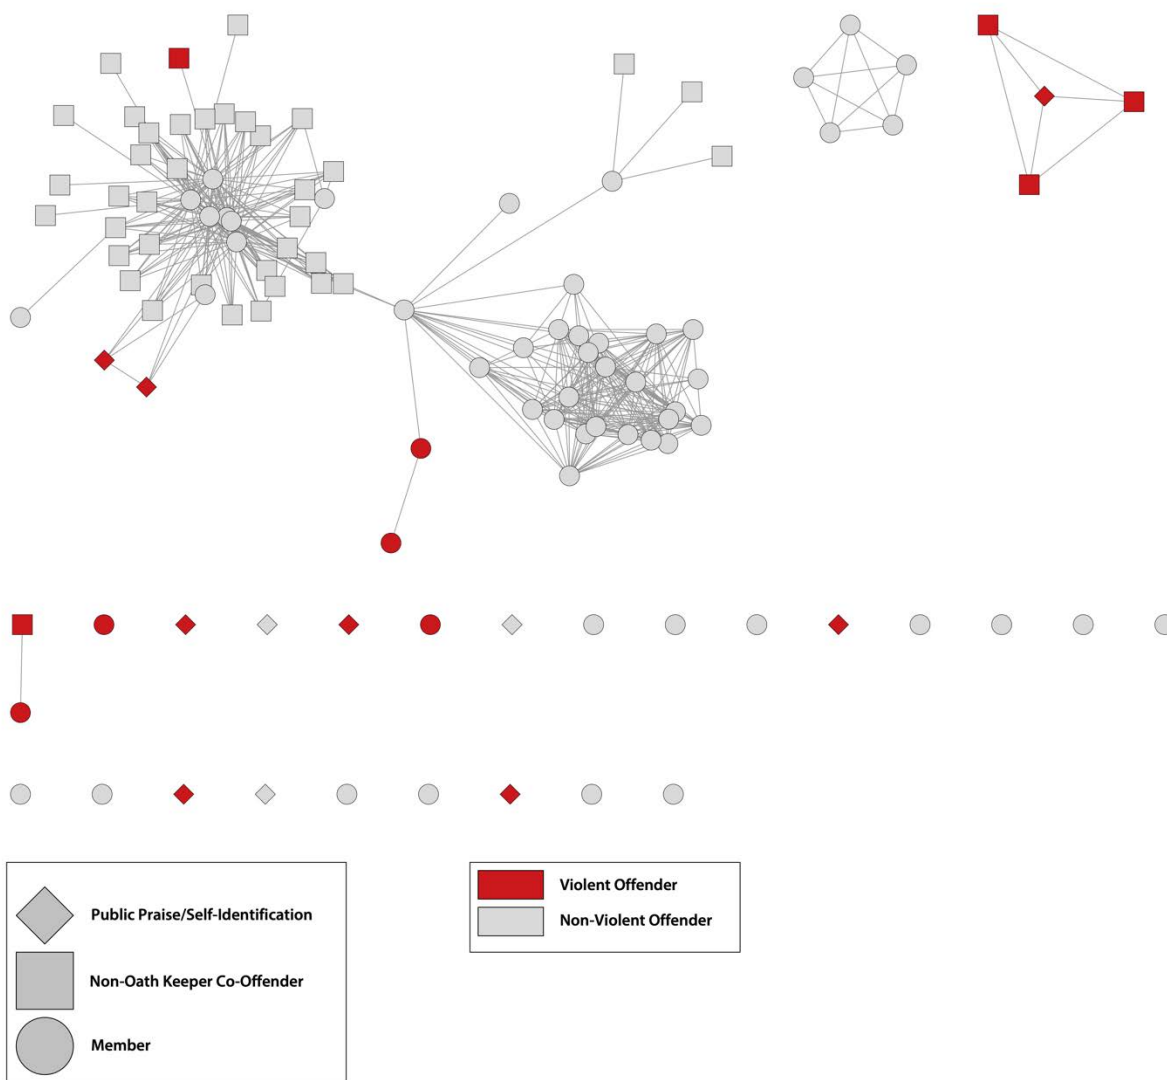 Public Praise/Self-Identification
Non-Oath Keeper Co-Offender
Member
Violent Offender
Non-Violent Offender